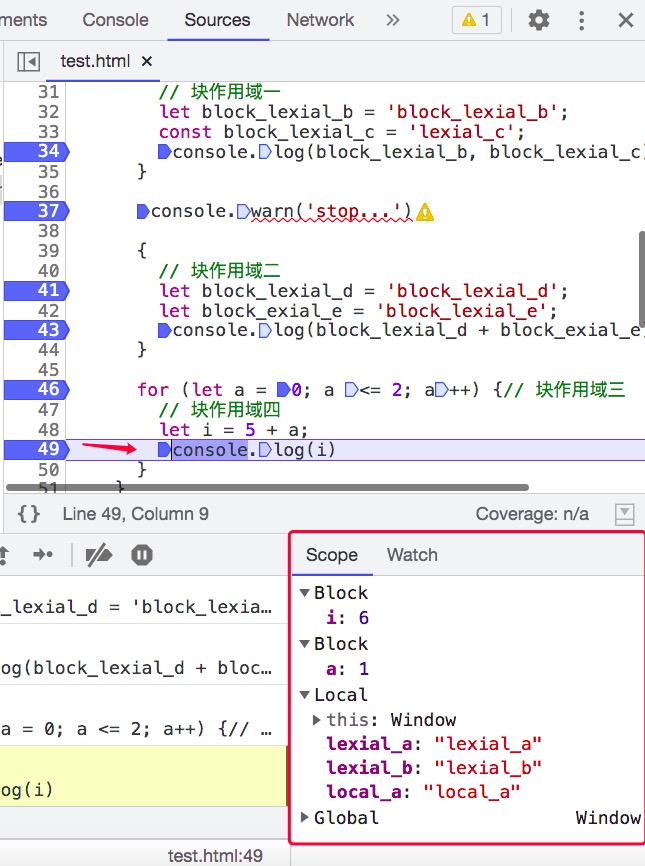 ments Console Sources Network » 1
test.html ×
31 // 块作用域一
32 let block_lexial_b = 'block_lexial_b';
33 const block_lexial_c = 'lexial_c';
34 console.log(block_lexial_b, block_lexial_c)
35 }
36
37 console.warn('stop...')
38
39 {
40 // 块作用域二
41 let block_lexial_d = 'block_lexial_d';
42 let block_exial_e = 'block_lexial_e';
43 console.log(block_lexial_d + block_exial_e
44 }
45
46 for (let a = 0; a <= 2; a++) {// 块作用域三
47 // 块作用域四
48 let i = 5 + a;
49 console.log(i)
50 }
51 }
{} Line 49, Column 9 Coverage: n/a
Scope Watch
_lexial_d = 'block_lexia…
og(block_lexial_d + bloc…
a = 0; a <= 2; a++) {// …
og(i)
test.html:49
Block
i: 6
Block
a: 1
Local
this: Window
lexial_a: "lexial_a"
lexial_b: "lexial_b"
local_a: "local_a"
Global Window